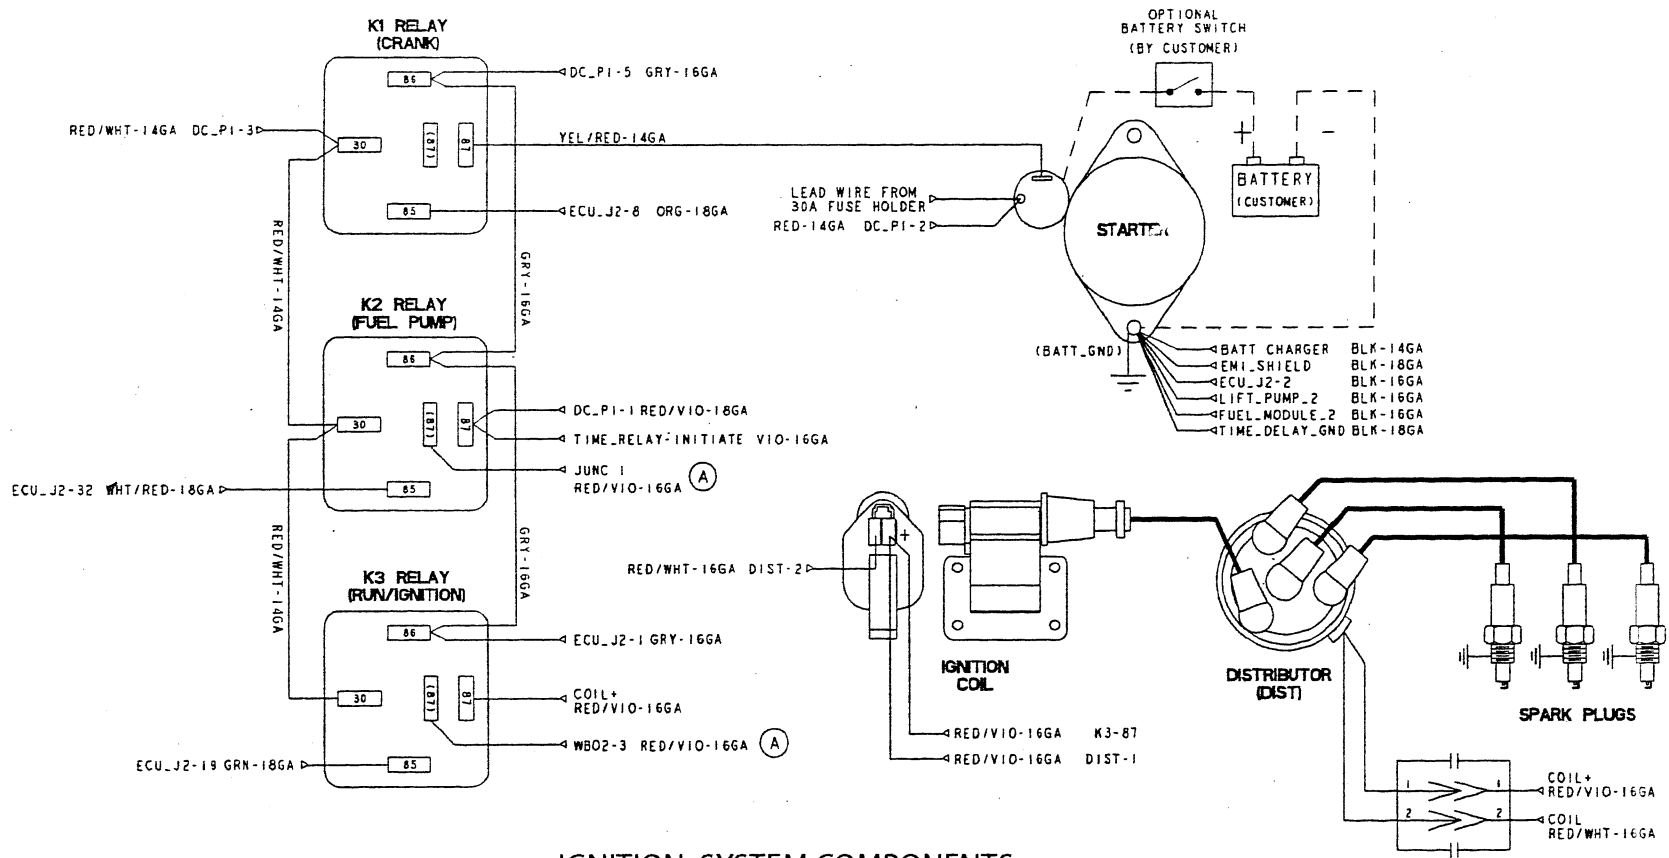 K1 RELAY
(CRANK)
86
DC_P1-5 GRY-16GA
RED/WHT-14GA DC_P1-3
30
(87)
87
YEL/RED-14GA
85
ECU_J2-8 ORG-18GA
RED/WHT-14GA
GRY-16GA
OPTIONAL
BATTERY SWITCH
(BY CUSTOMER)
+
-
BATTERY
(CUSTOMER)
LEAD WIRE FROM
30A FUSE HOLDER
RED-14GA DC_P1-2
STARTER
(BATT_GND)
BATT CHARGER BLK-14GA
EMI_SHIELD BLK-18GA
ECU_J2-2 BLK-16GA
LIFT_PUMP_2 BLK-16GA
FUEL_MODULE_2 BLK-16GA
TIME_DELAY_GND BLK-18GA
K2 RELAY
(FUEL PUMP)
86
30
(87)
87
DC_P1-1 RED/VIO-18GA
TIME_RELAY-INITIATE VIO-16GA
JUNC 1
RED/VIO-16GA
A
ECU_J2-32 WHT/RED-18GA
85
RED/WHT-14GA
GRY-16GA
K3 RELAY
(RUN/IGNITION)
86
ECU_J2-1 GRY-16GA
30
(87)
87
COIL+
RED/VIO-16GA
WBO2-3 RED/VIO-16GA
A
ECU_J2-19 GRN-18GA
85
+
RED/WHT-16GA DIST-2
IGNITION
COIL
RED/VIO-16GA K3-87
RED/VIO-16GA DIST-1
DISTRIBUTOR
(DIST)
SPARK PLUGS
1
1
COIL+
RED/VIO-16GA
2
2
COIL
RED/WHT-16GA
IGNITION SYSTEM COMPONENTS